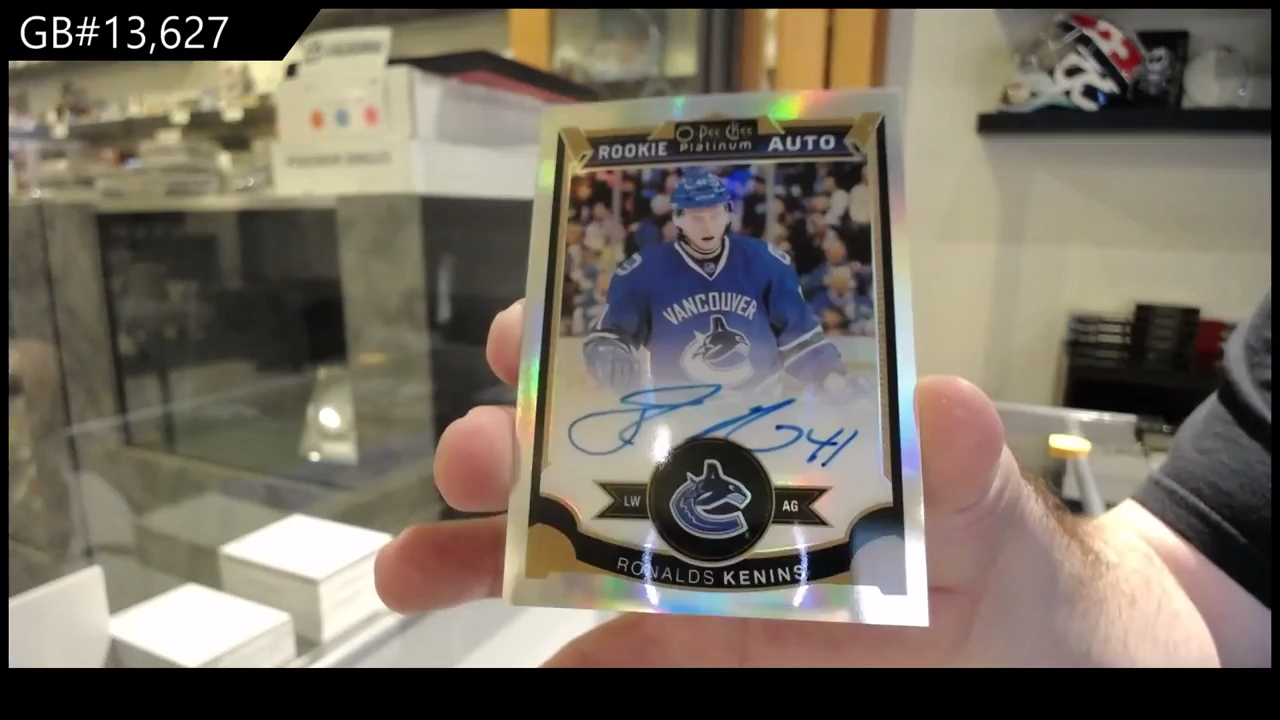 GB#13,627
O Pee Chee
ROOKIE Platinum AUTO
VANCOUVER
41
LW AG
RONALDS KENINS